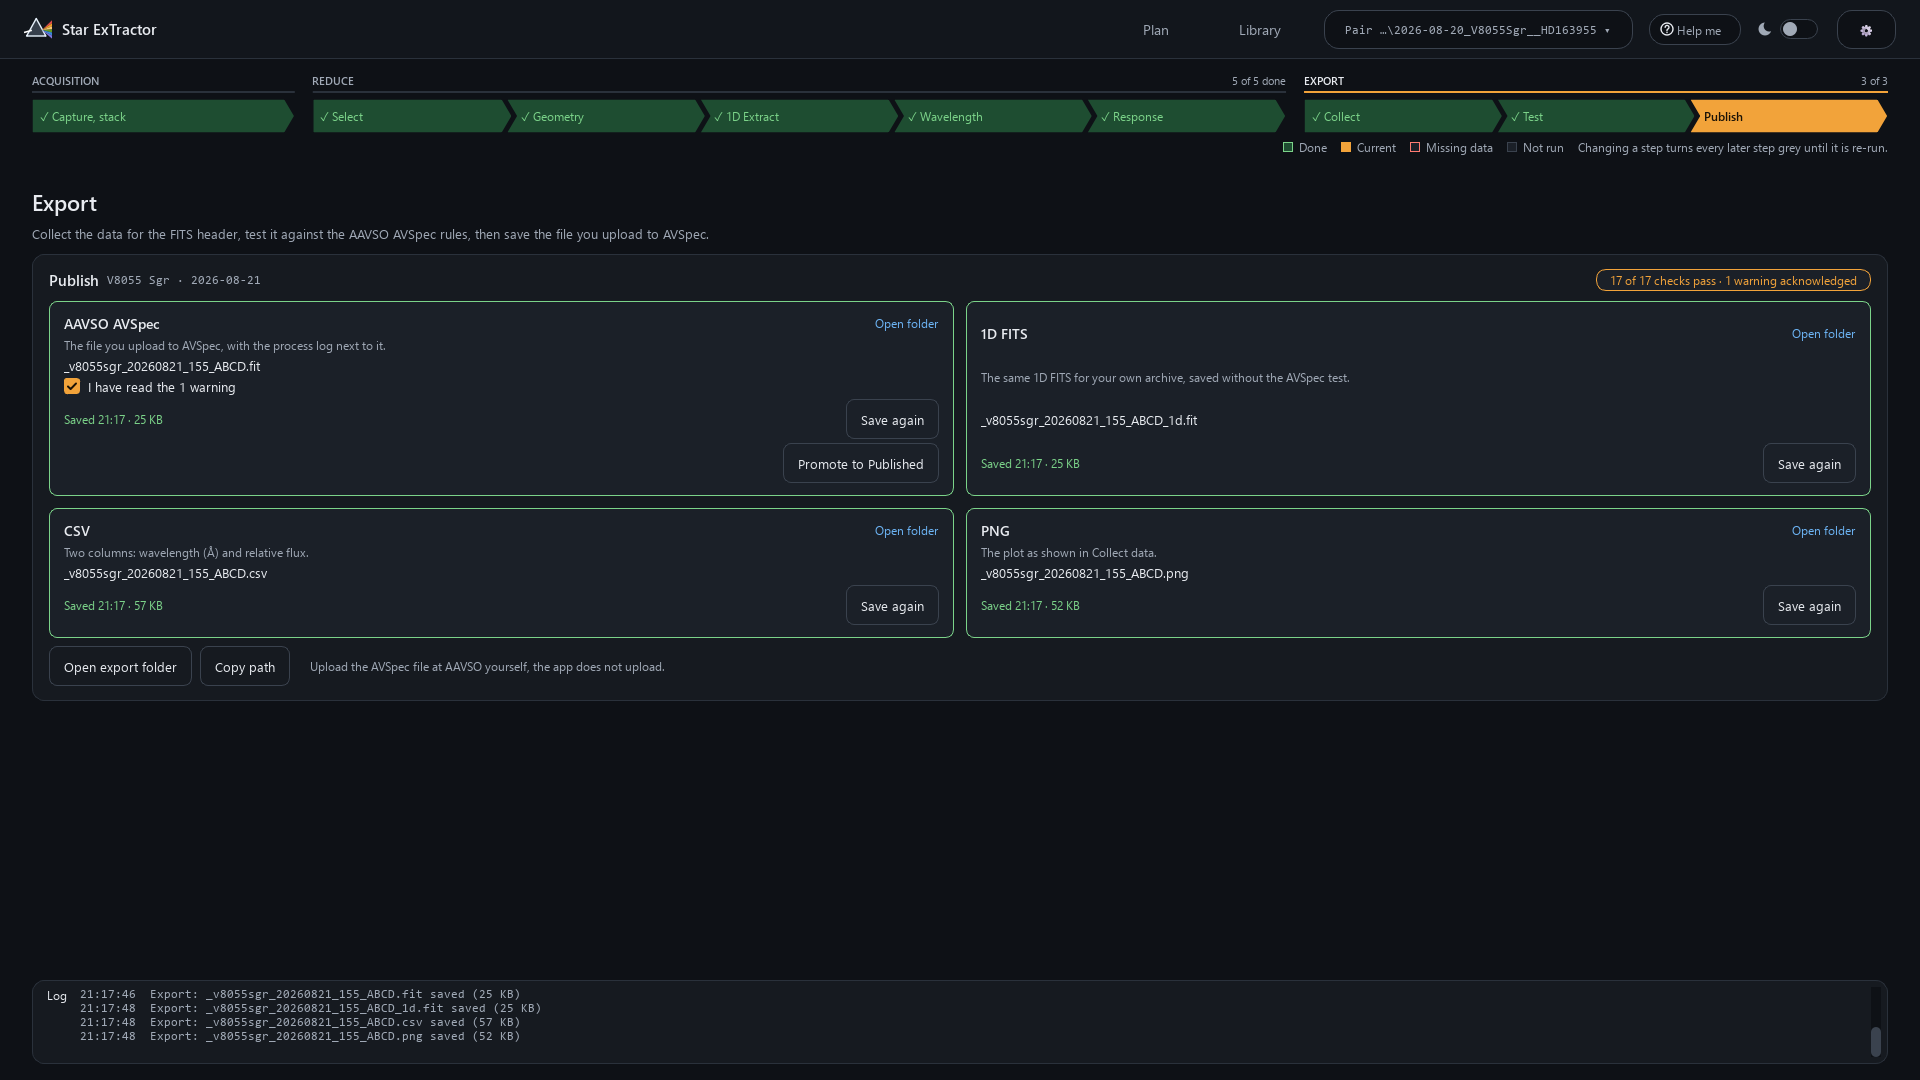 Star ExTractor
Plan
Library
Pair …\2026-08-20_V8055Sgr__HD163955 ▾
Help me
ACQUISITION
✓ Capture, stack
REDUCE
5 of 5 done
✓ Select
✓ Geometry
✓ 1D Extract
✓ Wavelength
✓ Response
EXPORT
3 of 3
✓ Collect
✓ Test
Publish
Done
Current
Missing data
Not run
Changing a step turns every later step grey until it is re-run.
Export
Collect the data for the FITS header, test it against the AAVSO AVSpec rules, then save the file you upload to AVSpec.
Publish V8055 Sgr · 2026-08-21
17 of 17 checks pass · 1 warning acknowledged
AAVSO AVSpec
Open folder
The file you upload to AVSpec, with the process log next to it.
_v8055sgr_20260821_155_ABCD.fit
I have read the 1 warning
Saved 21:17 · 25 KB
Save again
Promote to Published
1D FITS
Open folder
The same 1D FITS for your own archive, saved without the AVSpec test.
_v8055sgr_20260821_155_ABCD_1d.fit
Saved 21:17 · 25 KB
Save again
CSV
Open folder
Two columns: wavelength (Å) and relative flux.
_v8055sgr_20260821_155_ABCD.csv
Saved 21:17 · 57 KB
Save again
PNG
Open folder
The plot as shown in Collect data.
_v8055sgr_20260821_155_ABCD.png
Saved 21:17 · 52 KB
Save again
Open export folder
Copy path
Upload the AVSpec file at AAVSO yourself, the app does not upload.
Log
21:17:46 Export: _v8055sgr_20260821_155_ABCD.fit saved (25 KB)
21:17:48 Export: _v8055sgr_20260821_155_ABCD_1d.fit saved (25 KB)
21:17:48 Export: _v8055sgr_20260821_155_ABCD.csv saved (57 KB)
21:17:48 Export: _v8055sgr_20260821_155_ABCD.png saved (52 KB)